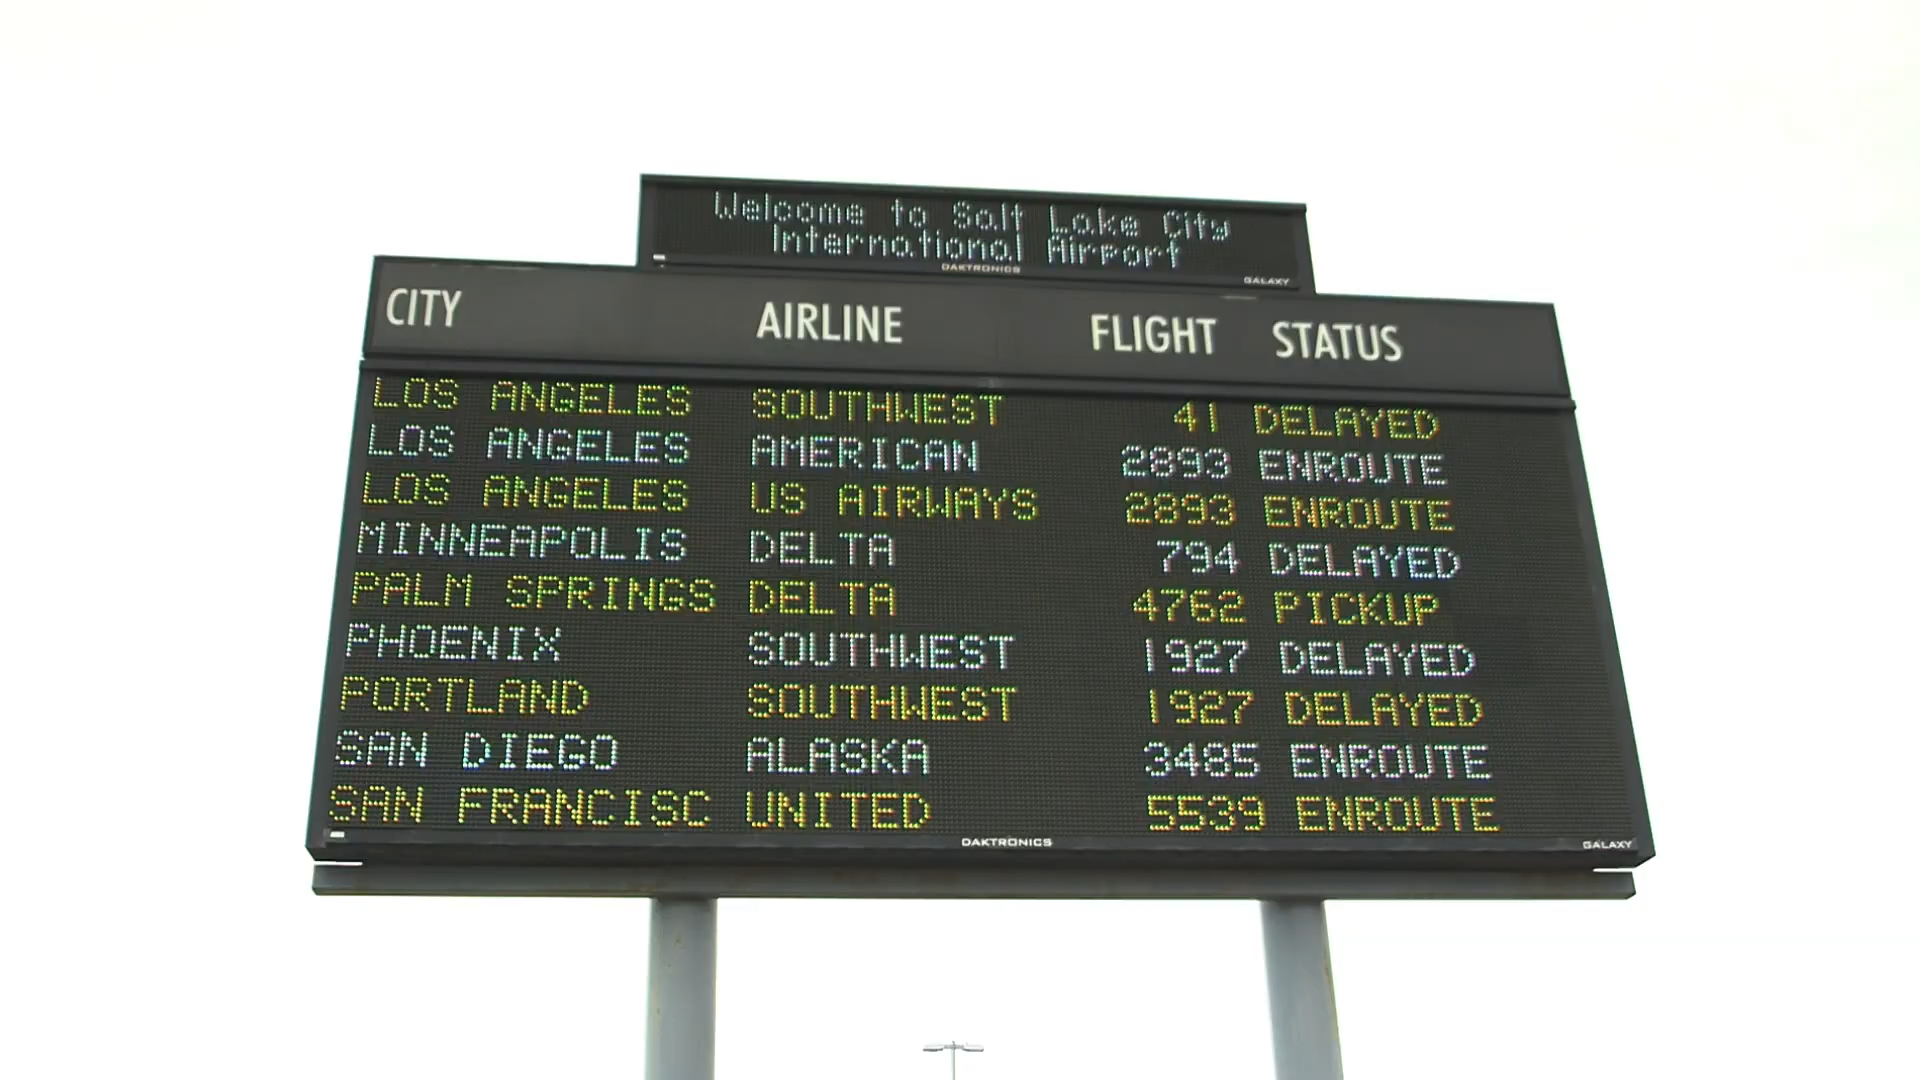 Welcome to Salt Lake City
International Airport
DAKTRONICS GALAXY
CITY AIRLINE FLIGHT STATUS
LOS ANGELES SOUTHWEST 41 DELAYED
LOS ANGELES AMERICAN 2893 ENROUTE
LOS ANGELES US AIRWAYS 2893 ENROUTE
MINNEAPOLIS DELTA 794 DELAYED
PALM SPRINGS DELTA 4762 PICKUP
PHOENIX SOUTHWEST 1927 DELAYED
PORTLAND SOUTHWEST 1927 DELAYED
SAN DIEGO ALASKA 3485 ENROUTE
SAN FRANCISC UNITED 5539 ENROUTE
DAKTRONICS GALAXY